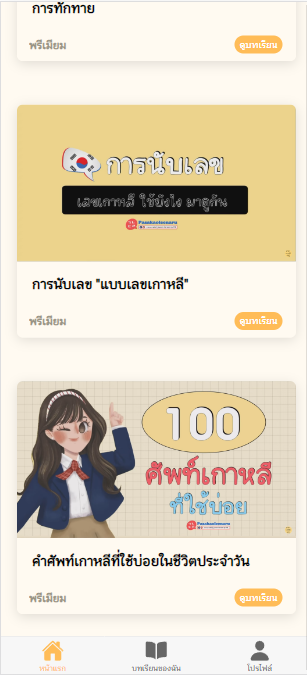 การทักทาย
พรีเมียม
ดูบทเรียน
การนับเลข
เลขเกาหลี ใช้ยังไง มาดูกัน
การนับเลข "แบบเลขเกาหลี"
พรีเมียม
ดูบทเรียน
100
ศัพท์เกาหลี
ที่ใช้บ่อย
คำศัพท์เกาหลีที่ใช้บ่อยในชีวิตประจำวัน
พรีเมียม
ดูบทเรียน
หน้าแรก
บทเรียนของฉัน
โปรไฟล์